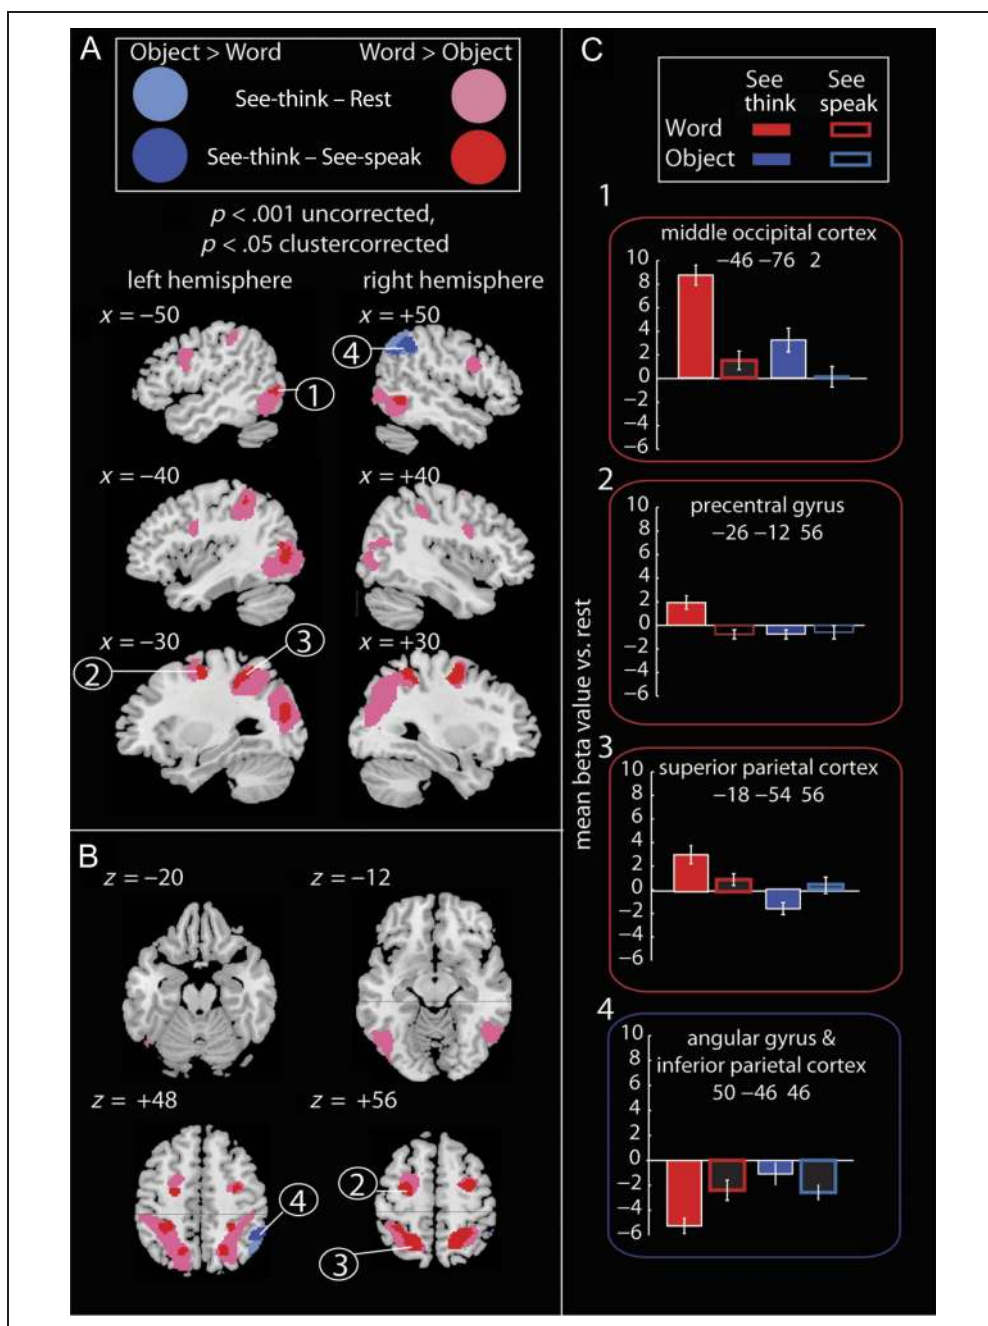 A
Object > Word Word > Object
See-think – Rest
See-think – See-speak
p < .001 uncorrected,
p < .05 clustercorrected
left hemisphere right hemisphere
x = −50 x = +50
4
1
x = −40 x = +40
3
x = −30 x = +30
2
B
z = −20 z = −12
z = +48 z = +56
4
2
3
C
See think See speak
Word
Object
mean beta value vs. rest
1
middle occipital cortex
−46 −76 2
10
8
6
4
2
0
−2
−4
−6
2
precentral gyrus
−26 −12 56
10
8
6
4
2
0
−2
−4
−6
3
superior parietal cortex
−18 −54 56
10
8
6
4
2
0
−2
−4
−6
4
angular gyrus &
inferior parietal cortex
50 −46 46
10
8
6
4
2
0
−2
−4
−6